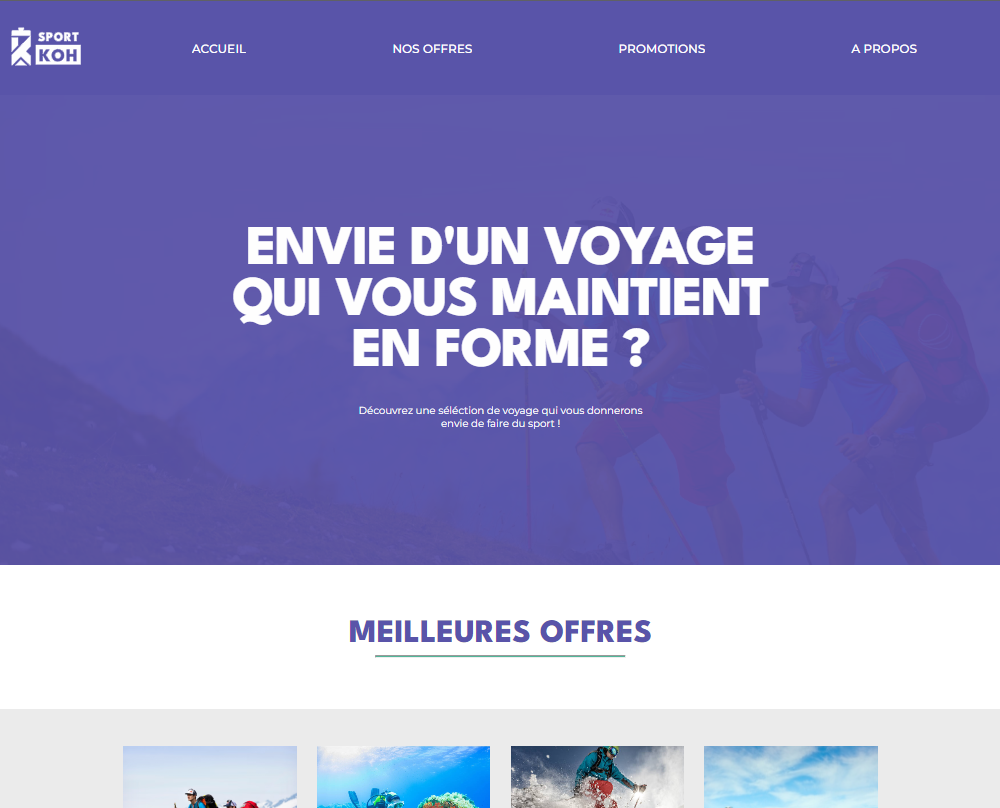 SPORT
KOH
ACCUEIL
NOS OFFRES
PROMOTIONS
A PROPOS
ENVIE D'UN VOYAGE
QUI VOUS MAINTIENT
EN FORME ?
Découvrez une séléction de voyage qui vous donnerons
envie de faire du sport !
MEILLEURES OFFRES